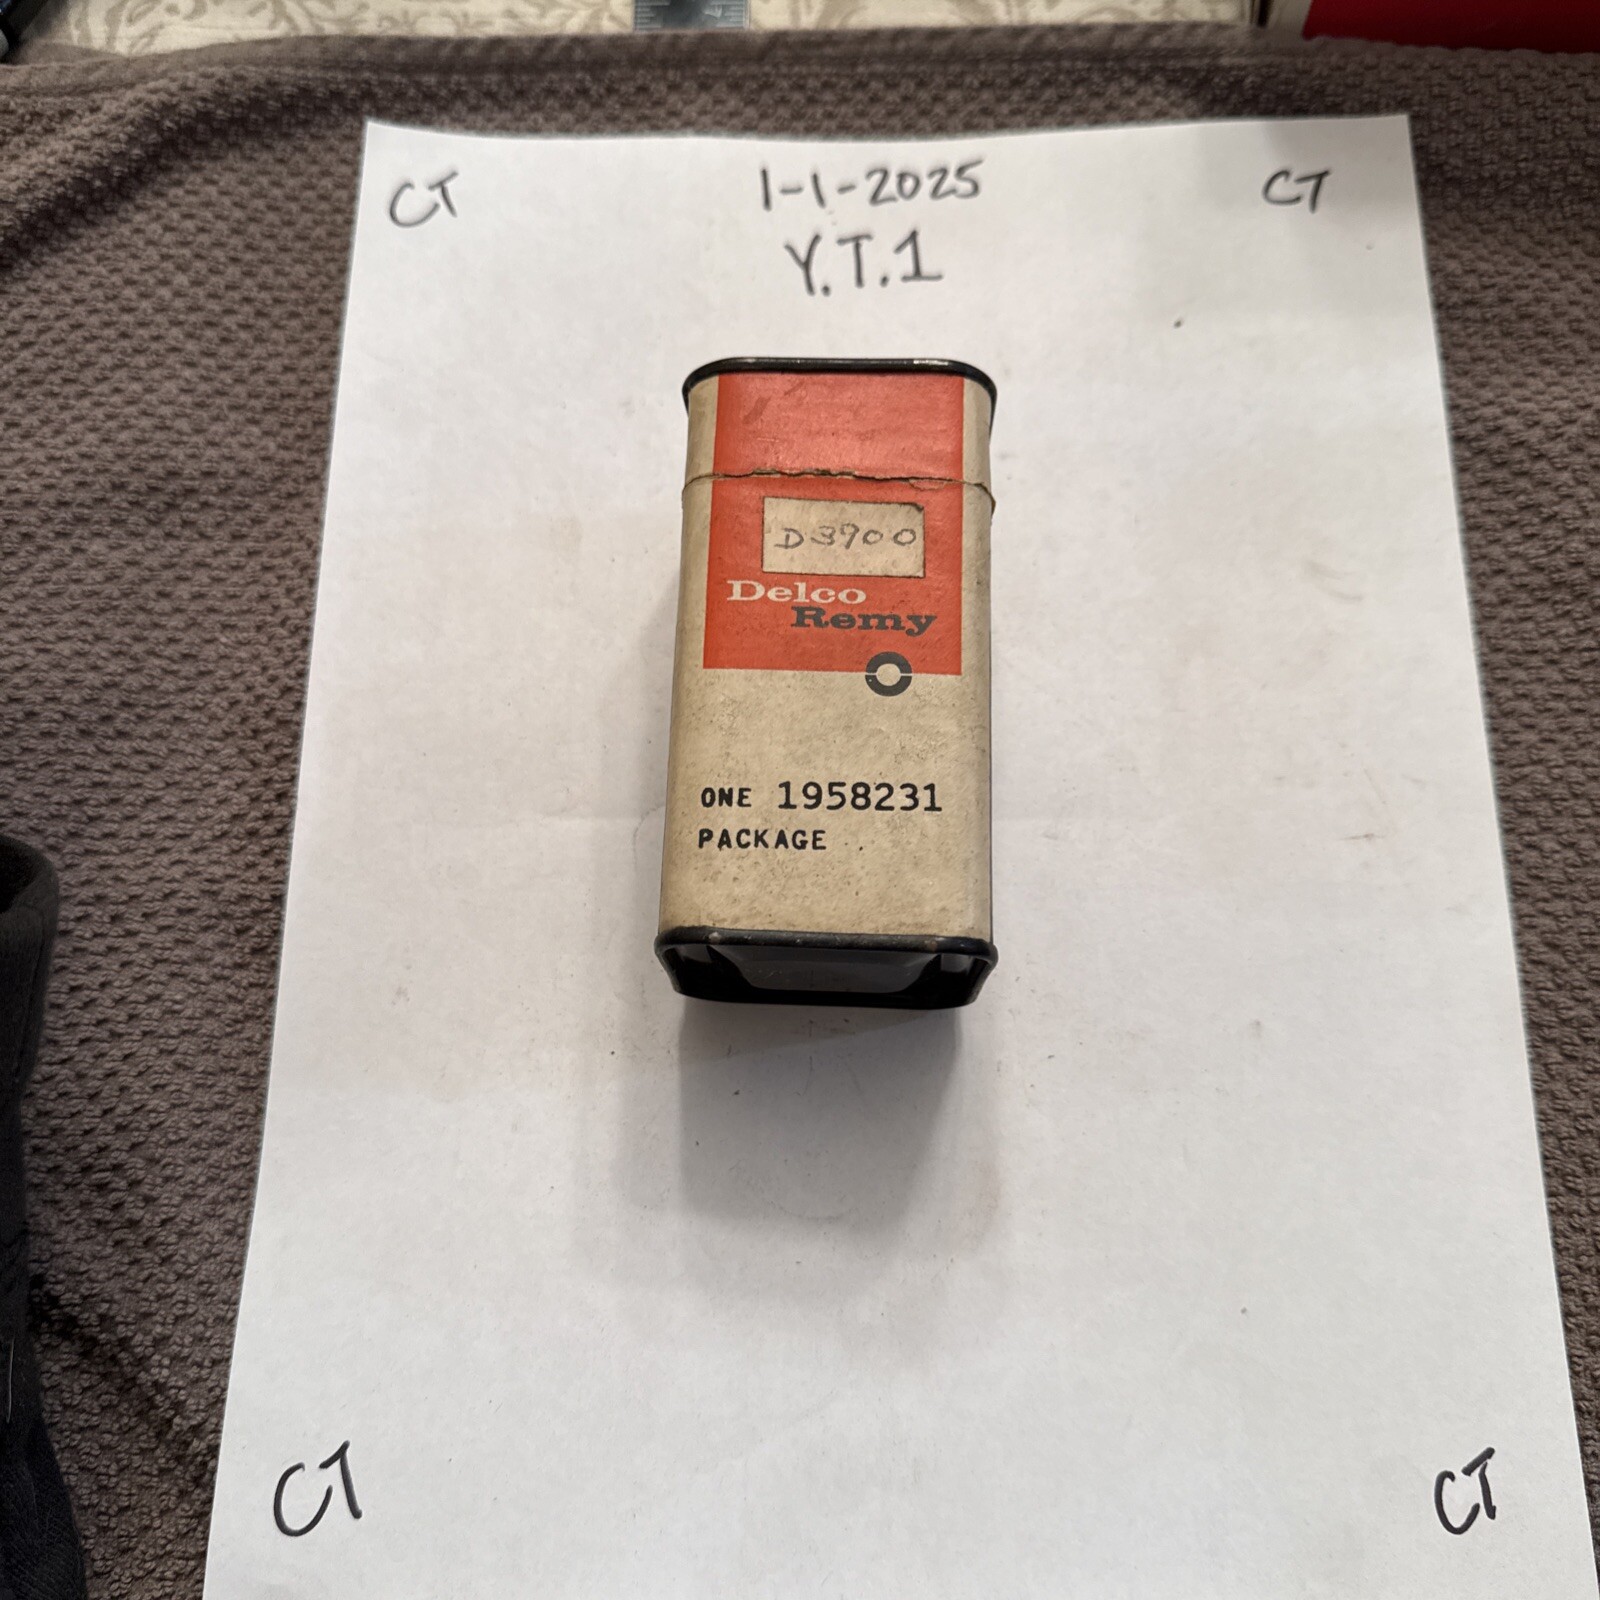 CT 1-1-2025 CT
Y.T.1
D3900
Delco
Remy
ONE 1958231
PACKAGE
CT CT